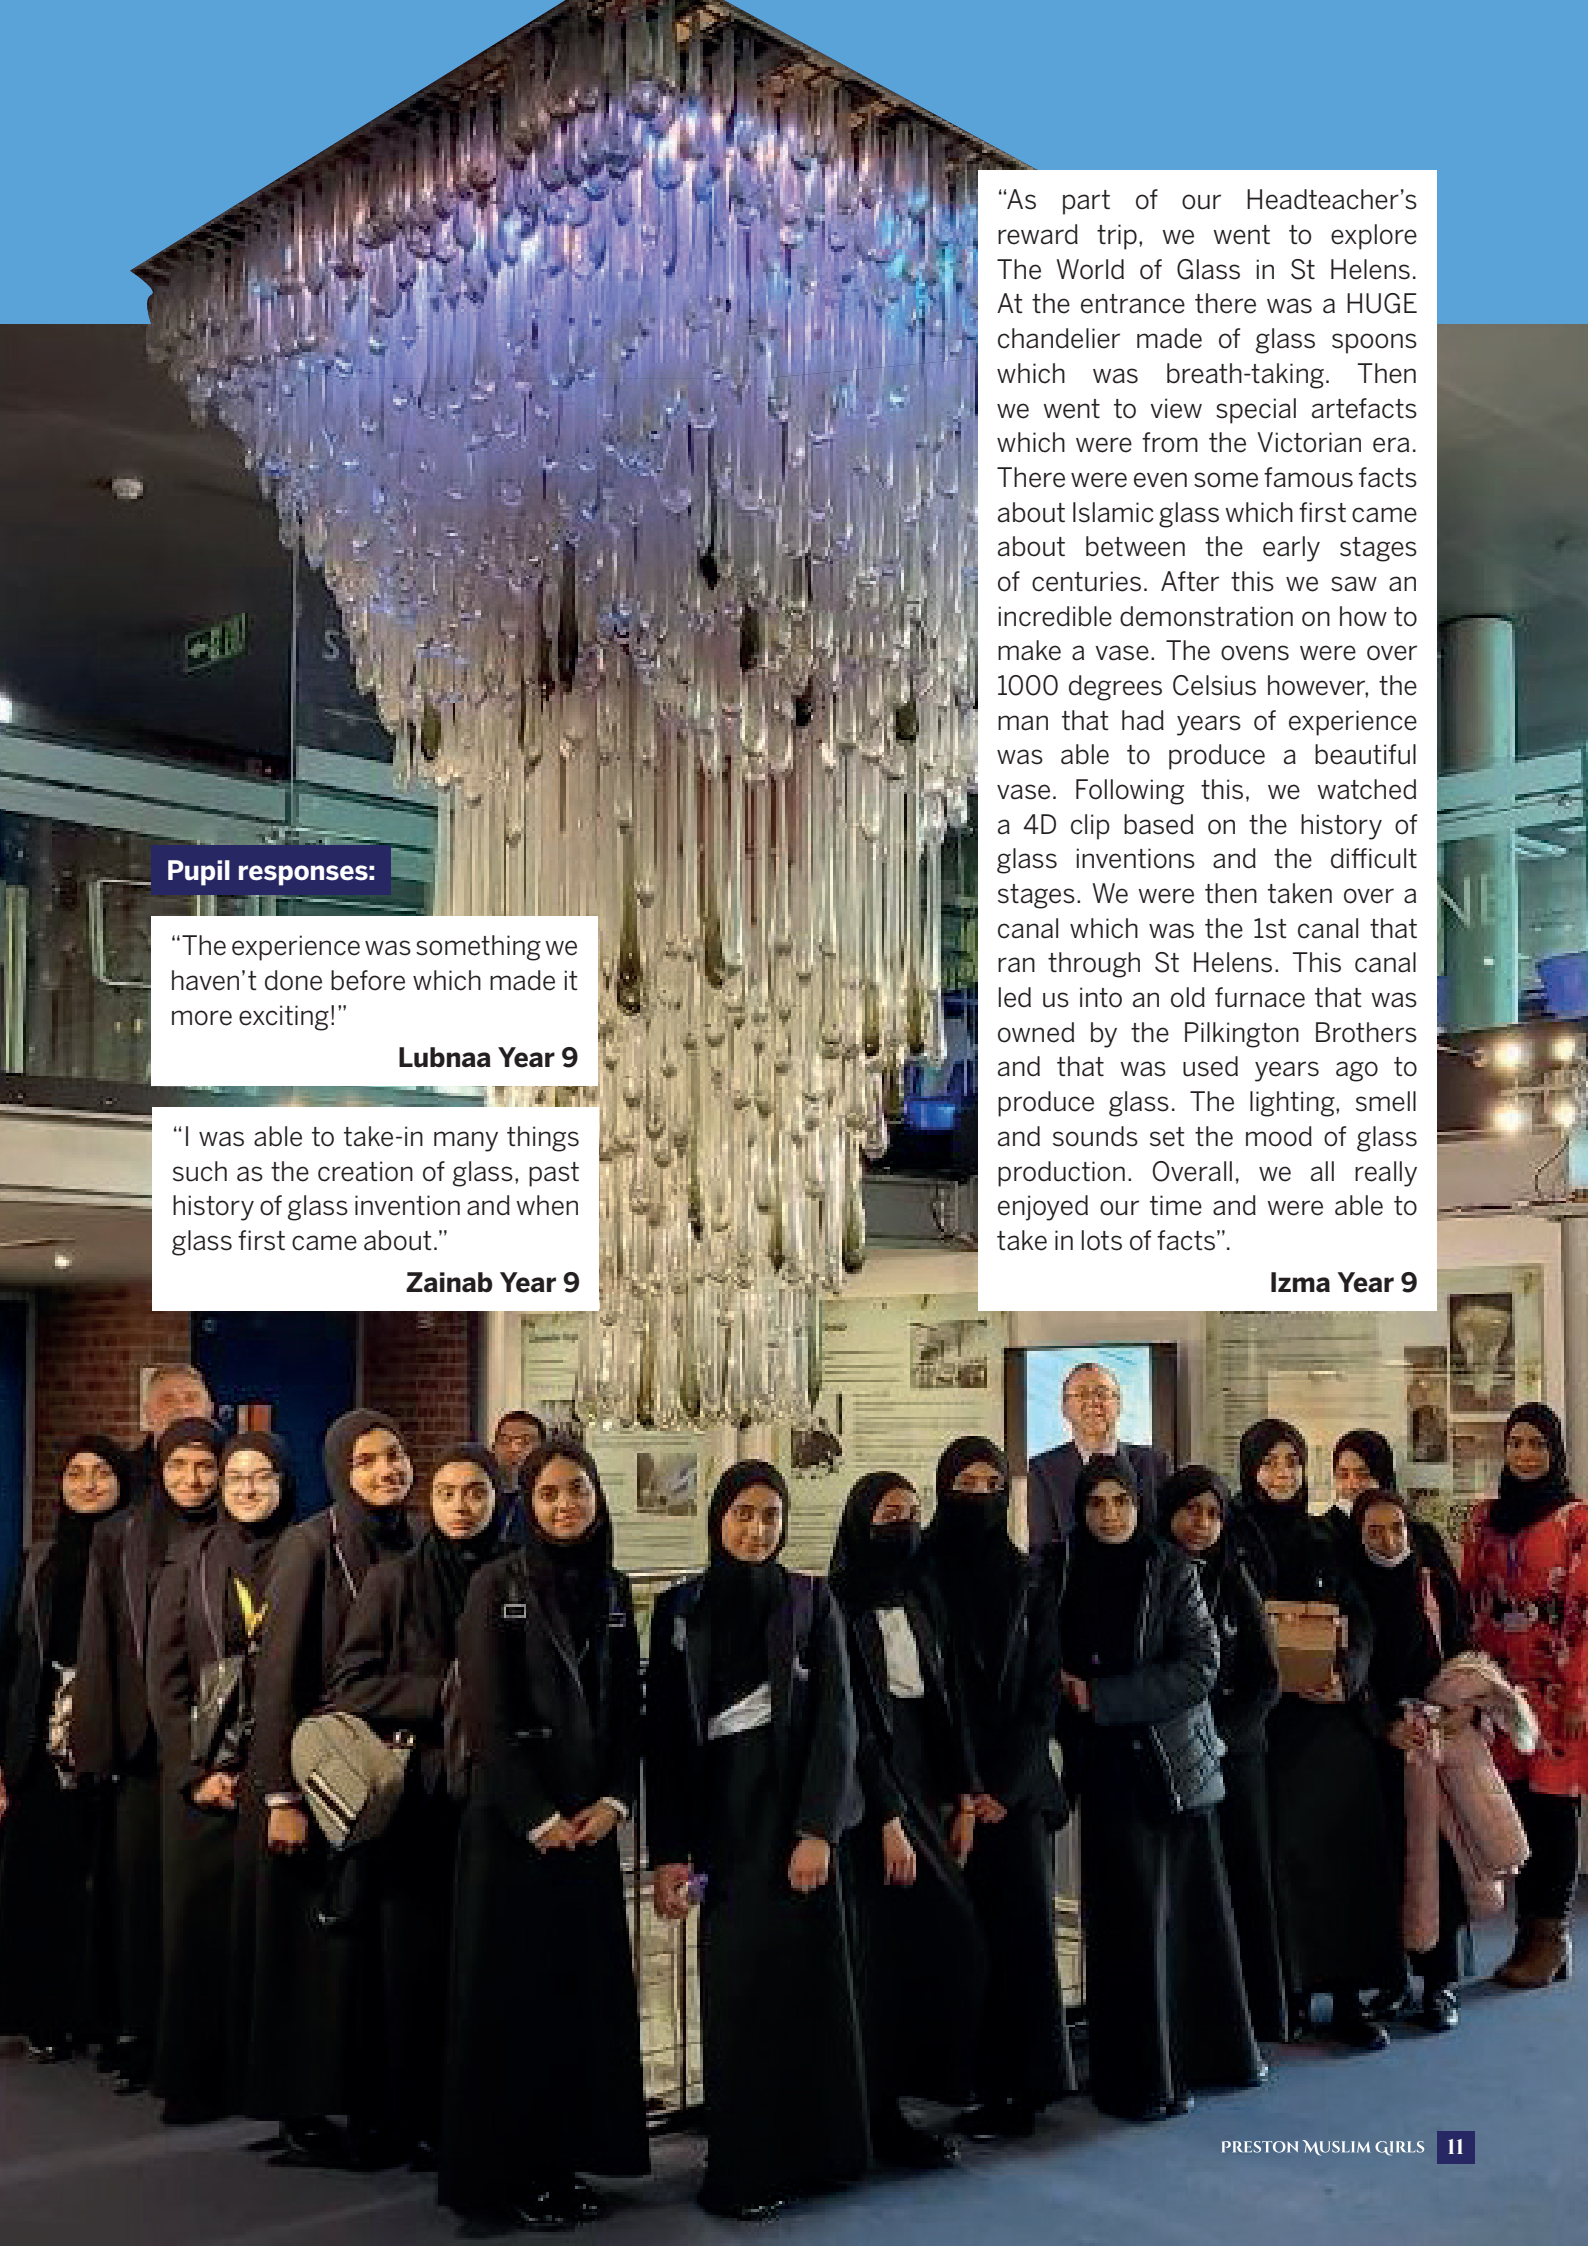 Pupil responses:
“The experience was something we
haven’t done before which made it
more exciting!”
Lubnaa Year 9
“I was able to take-in many things
such as the creation of glass, past
history of glass invention and when
glass first came about.”
Zainab Year 9
“As part of our Headteacher’s
reward trip, we went to explore
The World of Glass in St Helens.
At the entrance there was a HUGE
chandelier made of glass spoons
which was breath-taking. Then
we went to view special artefacts
which were from the Victorian era.
There were even some famous facts
about Islamic glass which first came
about between the early stages
of centuries. After this we saw an
incredible demonstration on how to
make a vase. The ovens were over
1000 degrees Celsius however, the
man that had years of experience
was able to produce a beautiful
vase. Following this, we watched
a 4D clip based on the history of
glass inventions and the difficult
stages. We were then taken over a
canal which was the 1st canal that
ran through St Helens. This canal
led us into an old furnace that was
owned by the Pilkington Brothers
and that was used years ago to
produce glass. The lighting, smell
and sounds set the mood of glass
production. Overall, we all really
enjoyed our time and were able to
take in lots of facts”.
Izma Year 9
PRESTON MUSLIM GIRLS 11